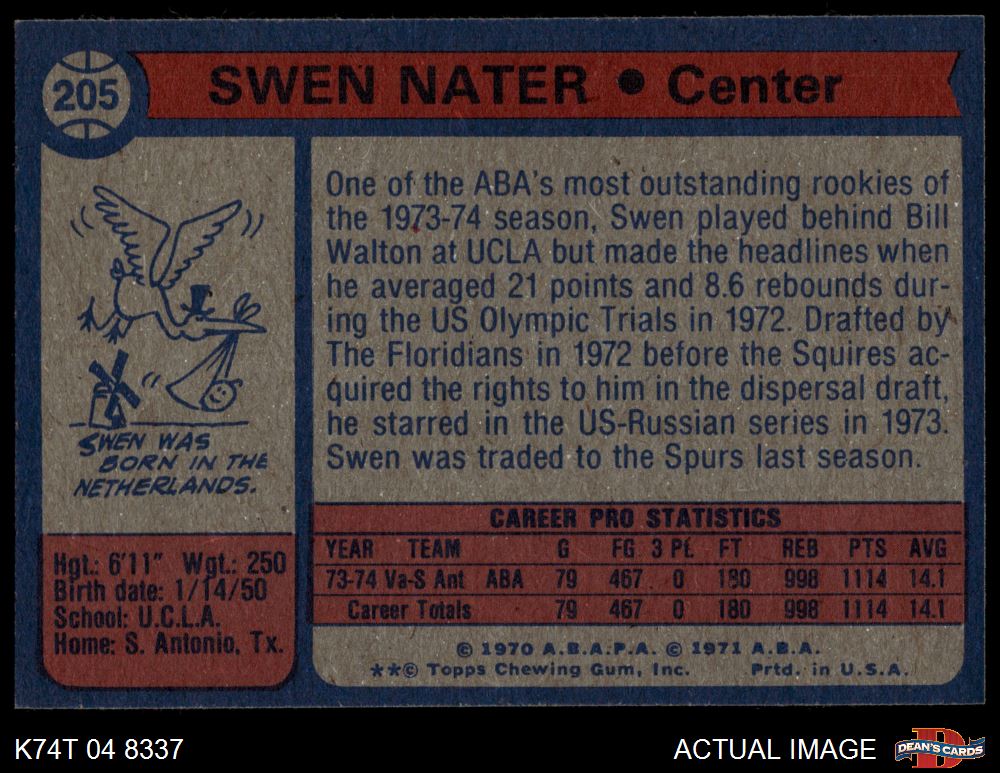 205
SWEN NATER • Center
One of the ABA's most outstanding rookies of
the 1973-74 season, Swen played behind Bill
Walton at UCLA but made the headlines when
he averaged 21 points and 8.6 rebounds dur-
ing the US Olympic Trials in 1972. Drafted by
The Floridians in 1972 before the Squires ac-
quired the rights to him in the dispersal draft,
he starred in the US-Russian series in 1973.
Swen was traded to the Spurs last season.
SWEN WAS
BORN IN THE
NETHERLANDS.
Hgt.: 6'11" Wgt.: 250
Birth date: 1/14/50
School: U.C.L.A.
Home: S. Antonio, Tx.
CAREER PRO STATISTICS
YEAR TEAM G FG 3 Pt. FT REB PTS AVG
73-74 Va-S Ant ABA 79 467 0 180 998 1114 14.1
Career Totals 79 467 0 180 998 1114 14.1
© 1970 A.B.A.P.A. © 1971 A.B.A.
**© Topps Chewing Gum, Inc. Prtd. in U.S.A.
K74T 04 8337
ACTUAL IMAGE
D
DEAN'S CARDS